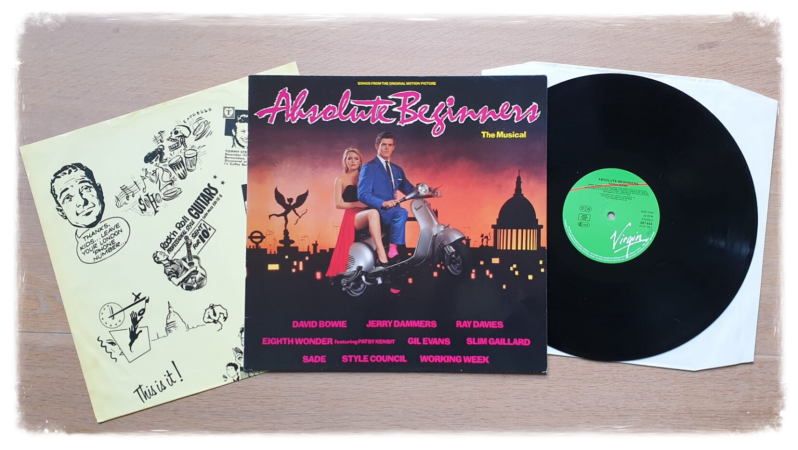 SONGS FROM THE ORIGINAL MOTION PICTURE
Absolute Beginners
The Musical
DAVID BOWIE JERRY DAMMERS RAY DAVIES
EIGHTH WONDER featuring PATSY KENSIT GIL EVANS SLIM GAILLARD
SADE STYLE COUNCIL WORKING WEEK
THANKS,
KIDS - LEAVE
YOUR LONDON
'PHONE
NUMBER
Rock'n Roll GUITARS
This is it!
ABSOLUTE BEGINNERS
Virgin